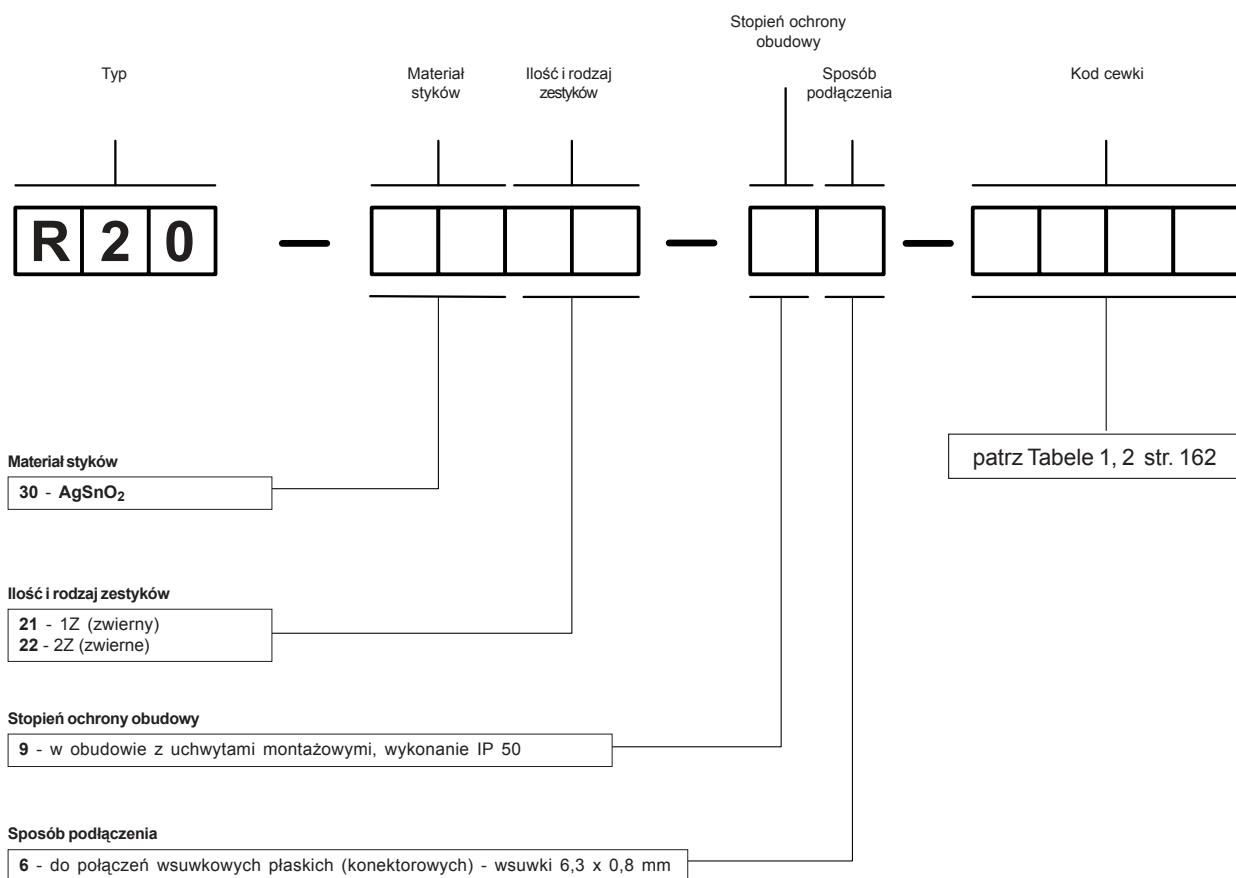 Stopień ochrony
obudowy
Typ
Materiał
styków
Ilość i rodzaj
zestyków
Sposób
podłączenia
Kod cewki
R20 – –  –
patrz Tabele 1, 2 str. 162
Materiał styków
30 - AgSnO₂
Ilość i rodzaj zestyków
21 - 1Z (zwierny)
22 - 2Z (zwierne)
Stopień ochrony obudowy
9 - w obudowie z uchwytami montażowymi, wykonanie IP 50
Sposób podłączenia
6 - do połączeń wsuwkowych płaskich (konektorowych) - wsuwki 6,3 x 0,8 mm